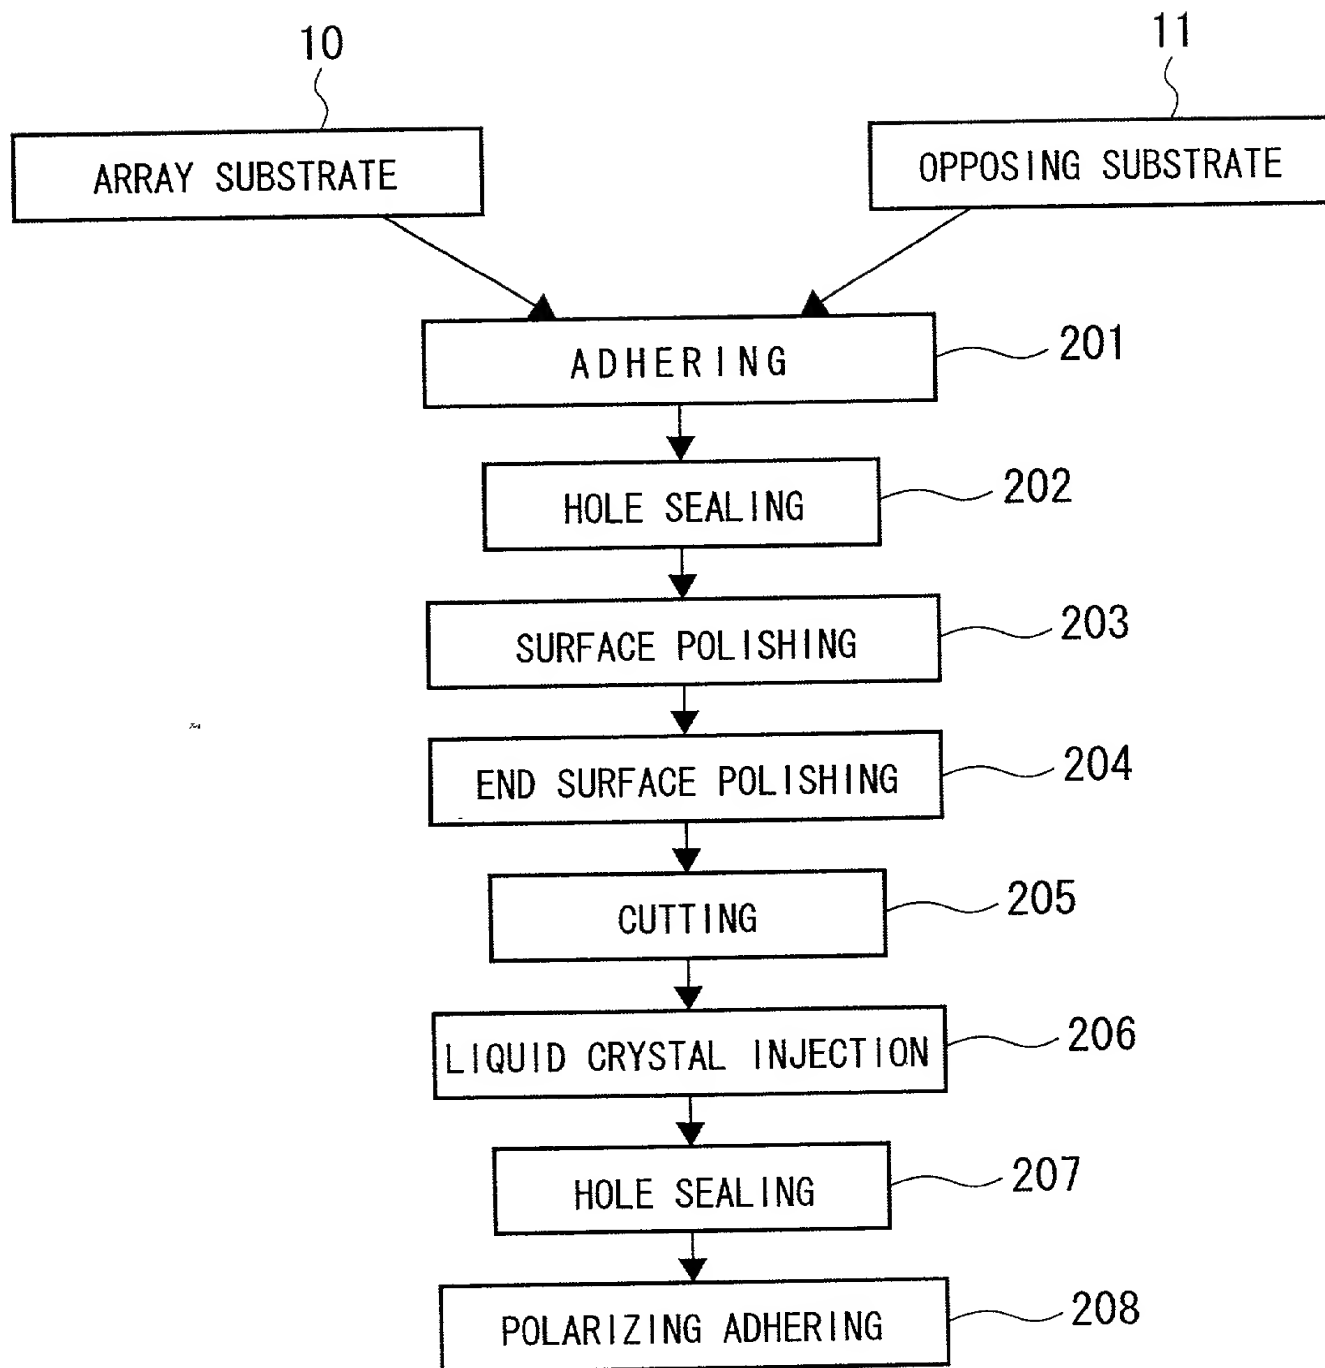 10
11
ARRAY SUBSTRATE
OPPOSING SUBSTRATE
ADHERING
201
HOLE SEALING
202
SURFACE POLISHING
203
END SURFACE POLISHING
204
CUTTING
205
LIQUID CRYSTAL INJECTION
206
HOLE SEALING
207
POLARIZING ADHERING
208